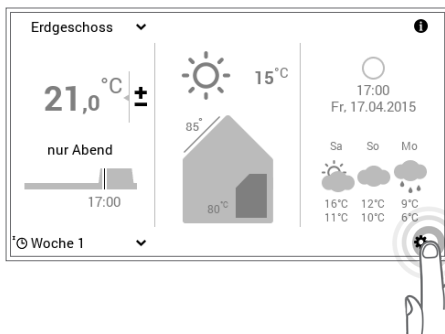 Erdgeschoss
21,0°C
±
nur Abend
17:00
Woche 1
15°C
85°
80°C
17:00
Fr, 17.04.2015
Sa So Mo
16°C 12°C 9°C
11°C 10°C 6°C